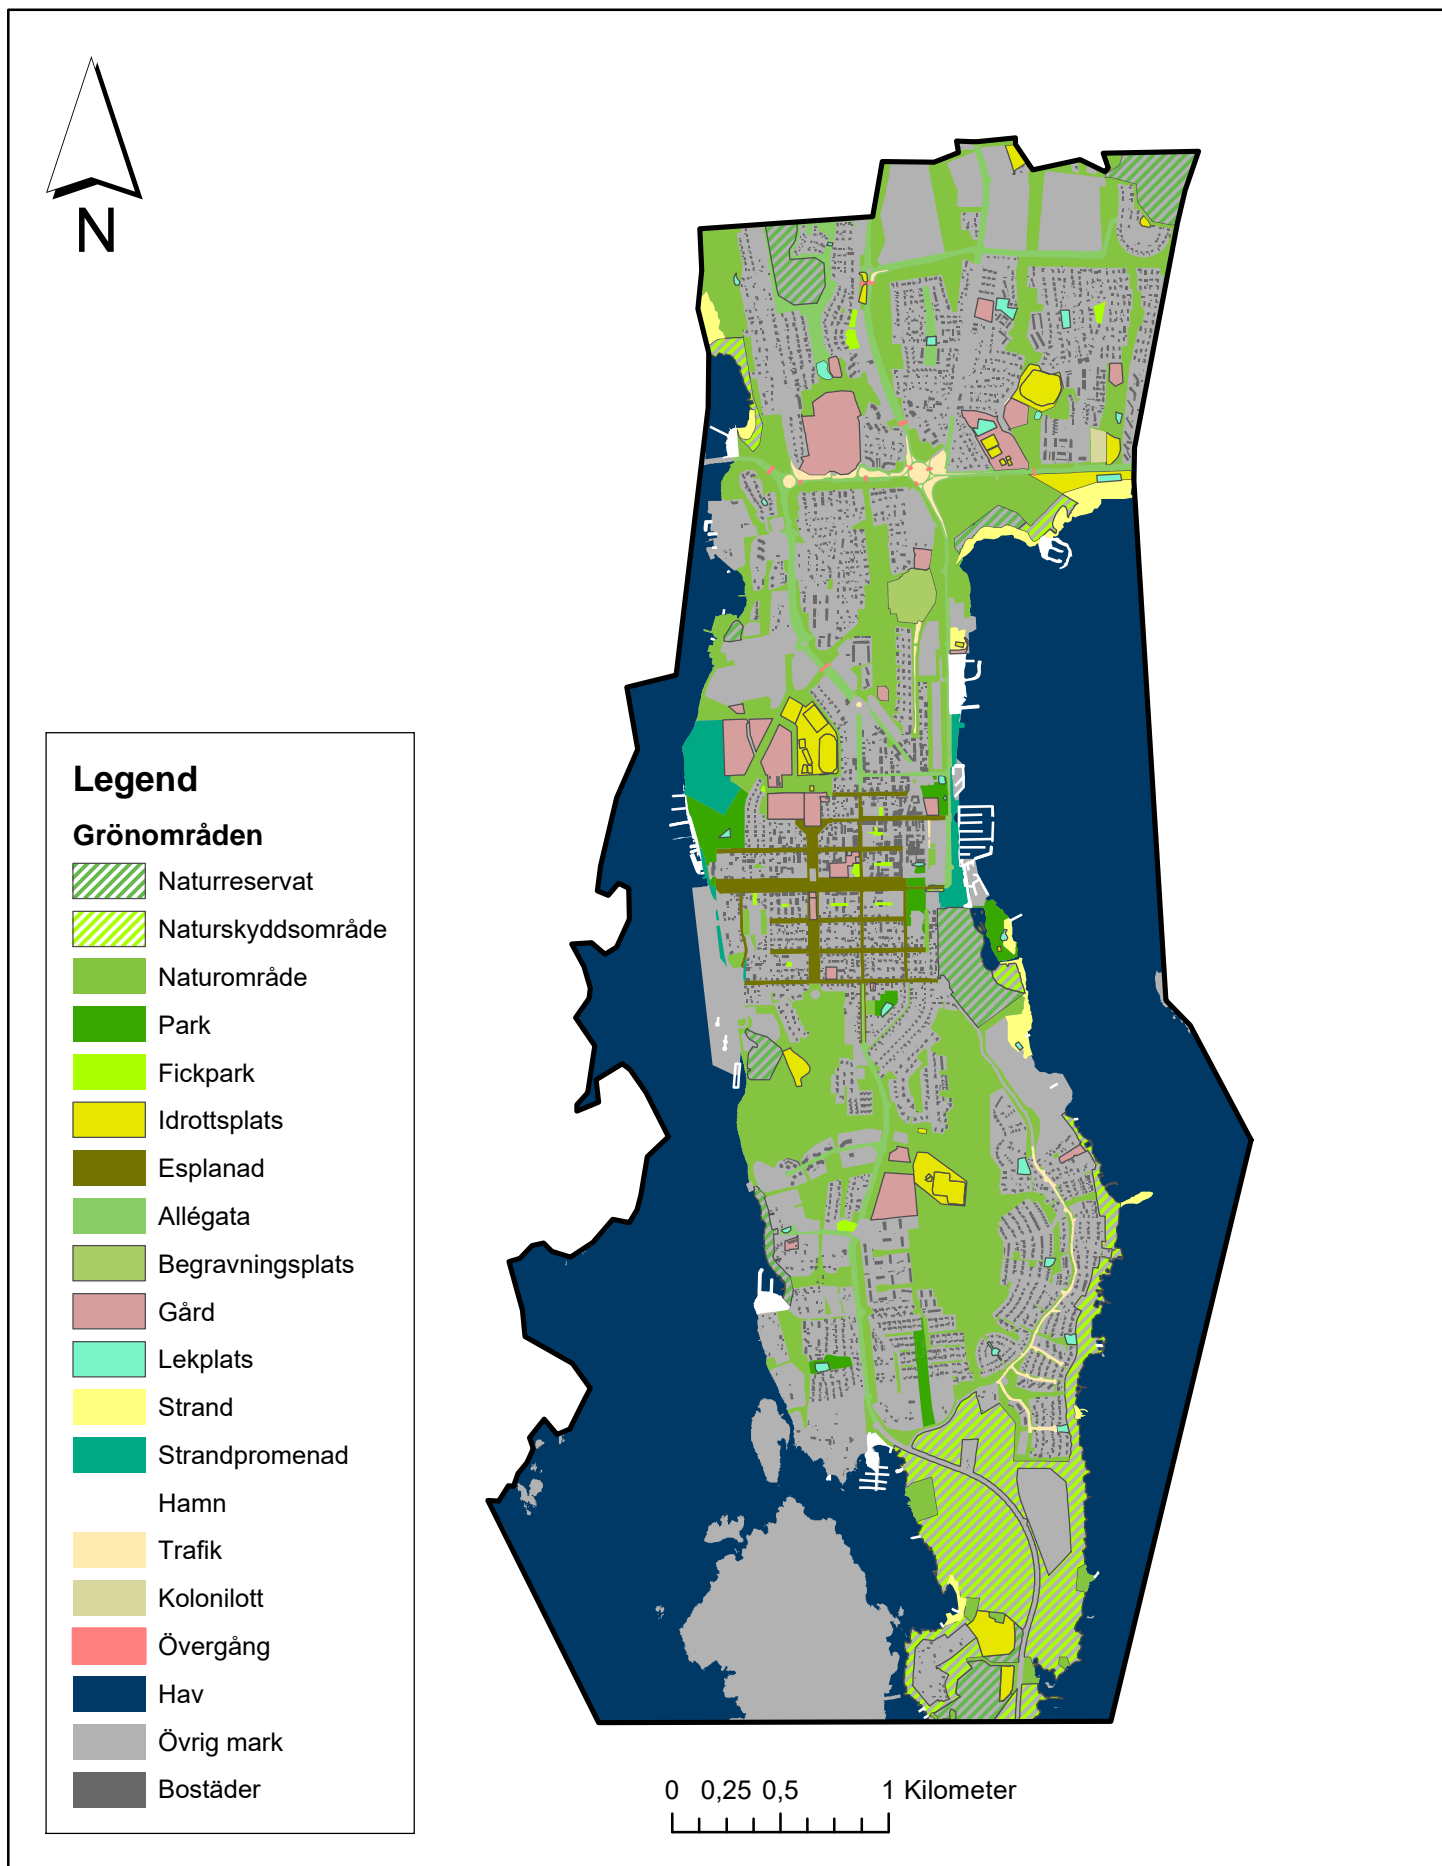 N
Legend
Grönområden
Naturreservat
Naturskyddsområde
Naturområde
Park
Fickpark
Idrottsplats
Esplanad
Allégata
Begravningsplats
Gård
Lekplats
Strand
Strandpromenad
Hamn
Trafik
Kolonilott
Övergång
Hav
Övrig mark
Bostäder
0 0,25 0,5 1 Kilometer